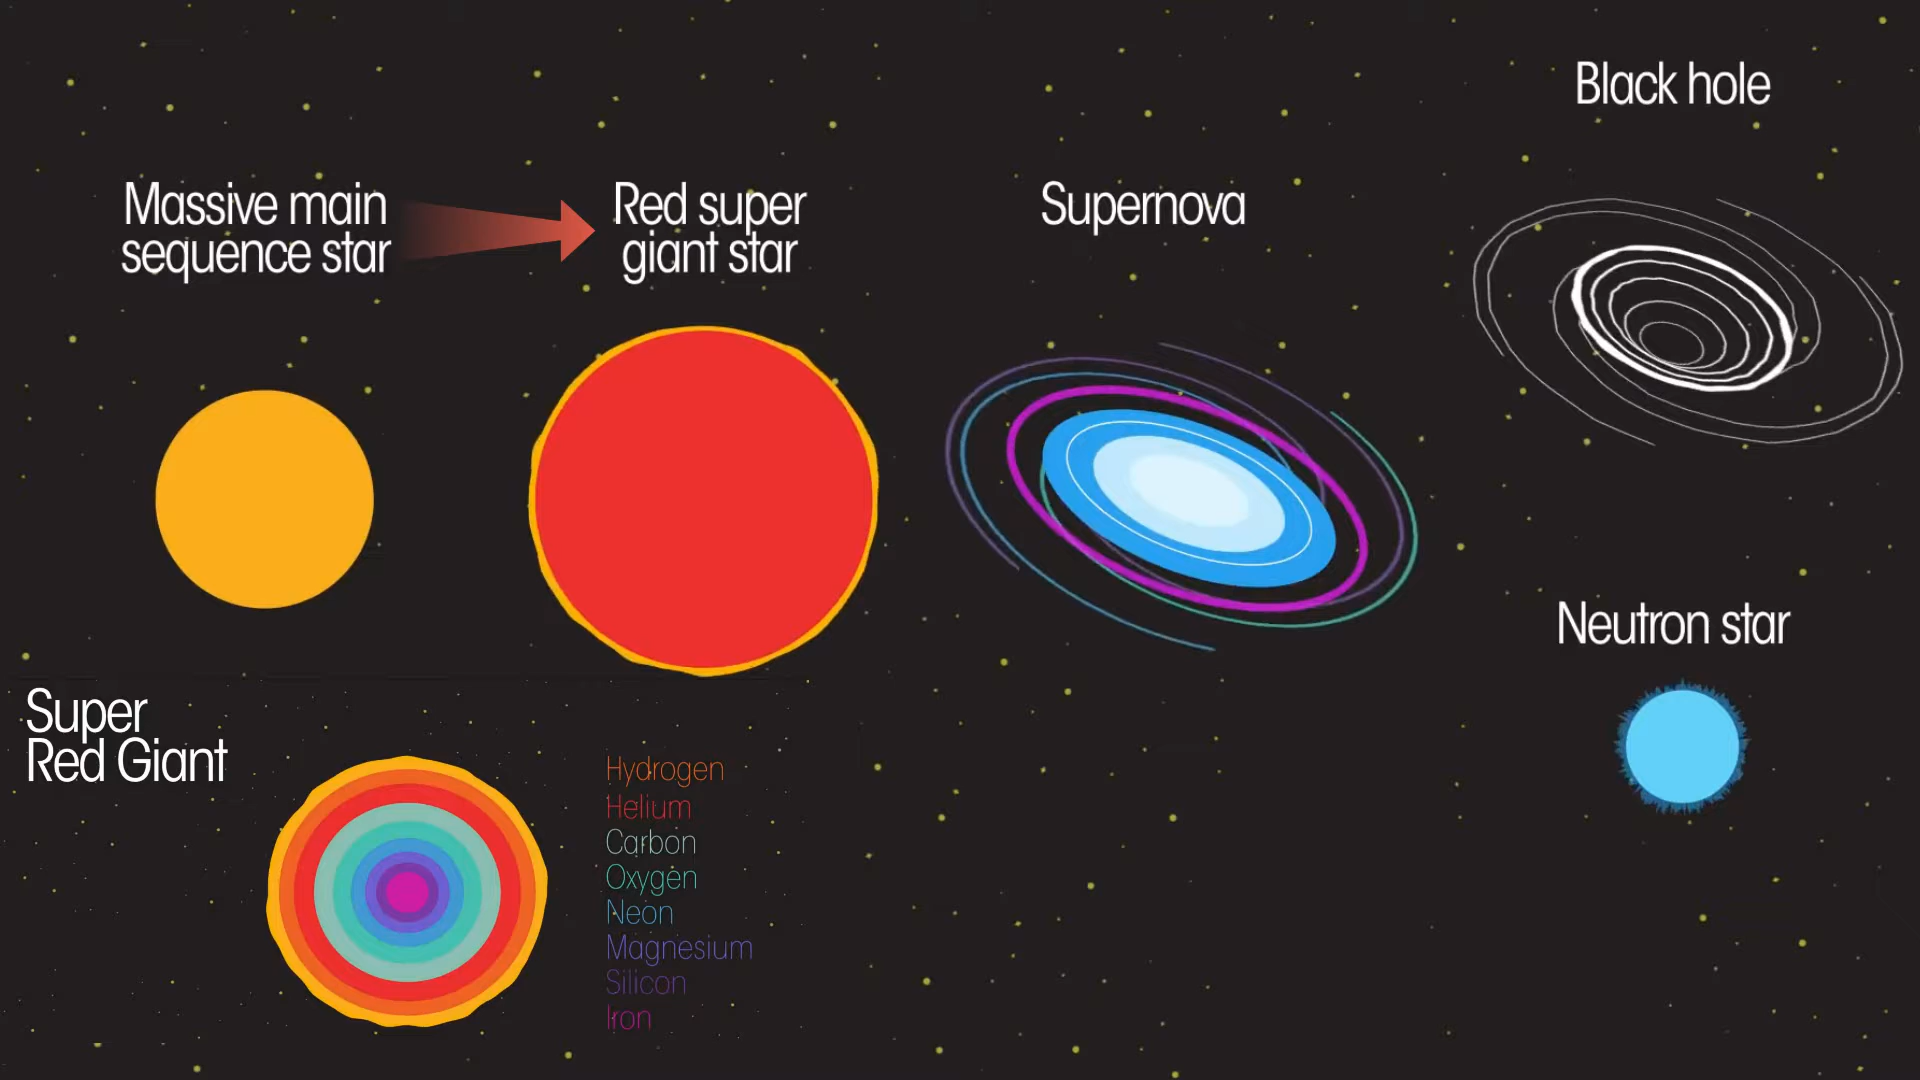 Massive main
sequence star
Red super
giant star
Supernova
Black hole
Neutron star
Super
Red Giant
Hydrogen
Helium
Carbon
Oxygen
Neon
Magnesium
Silicon
Iron